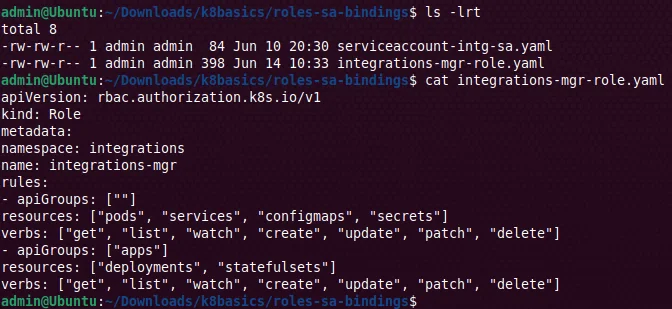 admin@Ubuntu:~/Downloads/k8basics/roles-sa-bindings$ ls -lrt
total 8
-rw-rw-r-- 1 admin admin  84 Jun 10 20:30 serviceaccount-intg-sa.yaml
-rw-rw-r-- 1 admin admin 398 Jun 14 10:33 integrations-mgr-role.yaml
admin@Ubuntu:~/Downloads/k8basics/roles-sa-bindings$ cat integrations-mgr-role.yaml
apiVersion: rbac.authorization.k8s.io/v1
kind: Role
metadata:
namespace: integrations
name: integrations-mgr
rules:
- apiGroups: [""]
resources: ["pods", "services", "configmaps", "secrets"]
verbs: ["get", "list", "watch", "create", "update", "patch", "delete"]
- apiGroups: ["apps"]
resources: ["deployments", "statefulsets"]
verbs: ["get", "list", "watch", "create", "update", "patch", "delete"]
admin@Ubuntu:~/Downloads/k8basics/roles-sa-bindings$